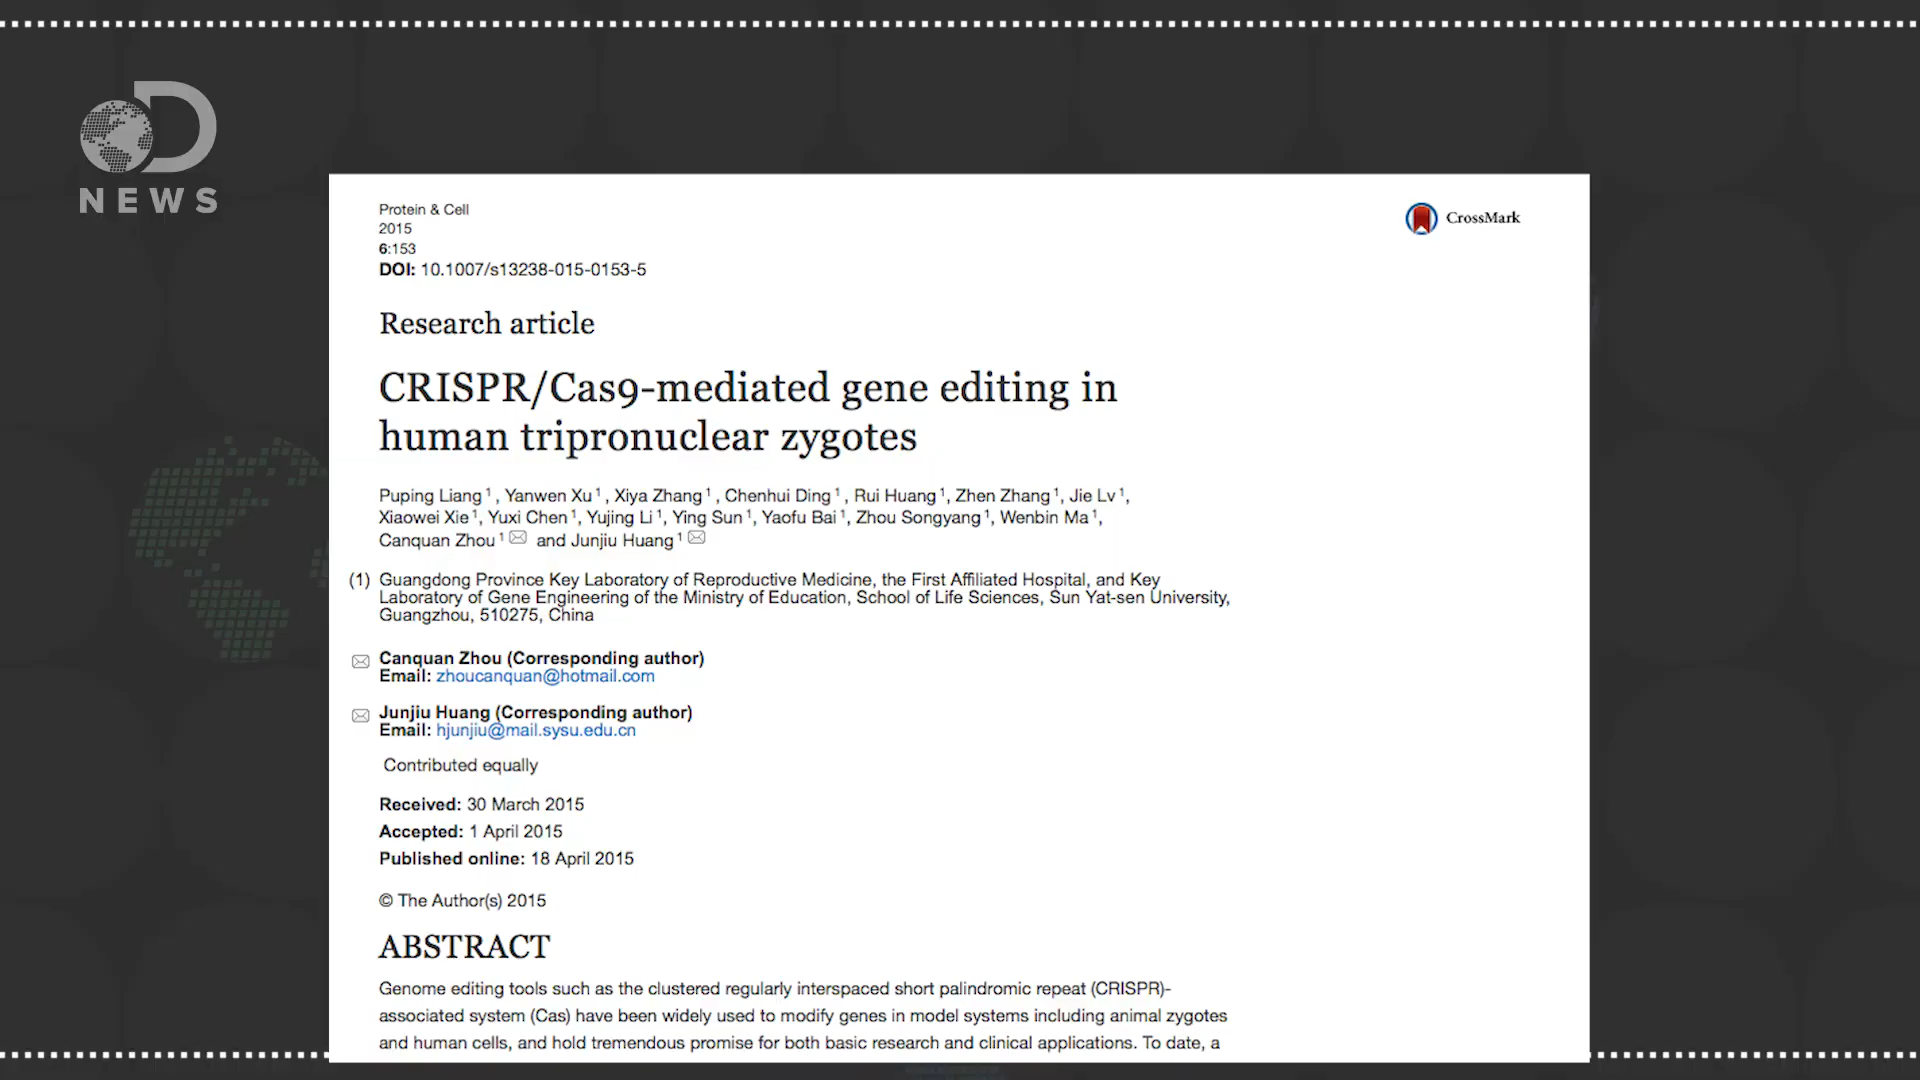 NEWS
Protein & Cell
2015
6:153
DOI: 10.1007/s13238-015-0153-5
CrossMark
Research article
CRISPR/Cas9-mediated gene editing in
human tripronuclear zygotes
Puping Liang 1 , Yanwen Xu 1 , Xiya Zhang 1 , Chenhui Ding 1 , Rui Huang 1, Zhen Zhang 1, Jie Lv 1,
Xiaowei Xie 1, Yuxi Chen 1, Yujing Li 1, Ying Sun 1, Yaofu Bai 1, Zhou Songyang 1, Wenbin Ma 1,
Canquan Zhou 1 and Junjiu Huang 1
(1) Guangdong Province Key Laboratory of Reproductive Medicine, the First Affiliated Hospital, and Key
Laboratory of Gene Engineering of the Ministry of Education, School of Life Sciences, Sun Yat-sen University,
Guangzhou, 510275, China
Canquan Zhou (Corresponding author)
Email: zhoucanquan@hotmail.com
Junjiu Huang (Corresponding author)
Email: hjunjiu@mail.sysu.edu.cn
Contributed equally
Received: 30 March 2015
Accepted: 1 April 2015
Published online: 18 April 2015
© The Author(s) 2015
ABSTRACT
Genome editing tools such as the clustered regularly interspaced short palindromic repeat (CRISPR)-
associated system (Cas) have been widely used to modify genes in model systems including animal zygotes
and human cells, and hold tremendous promise for both basic research and clinical applications. To date, a